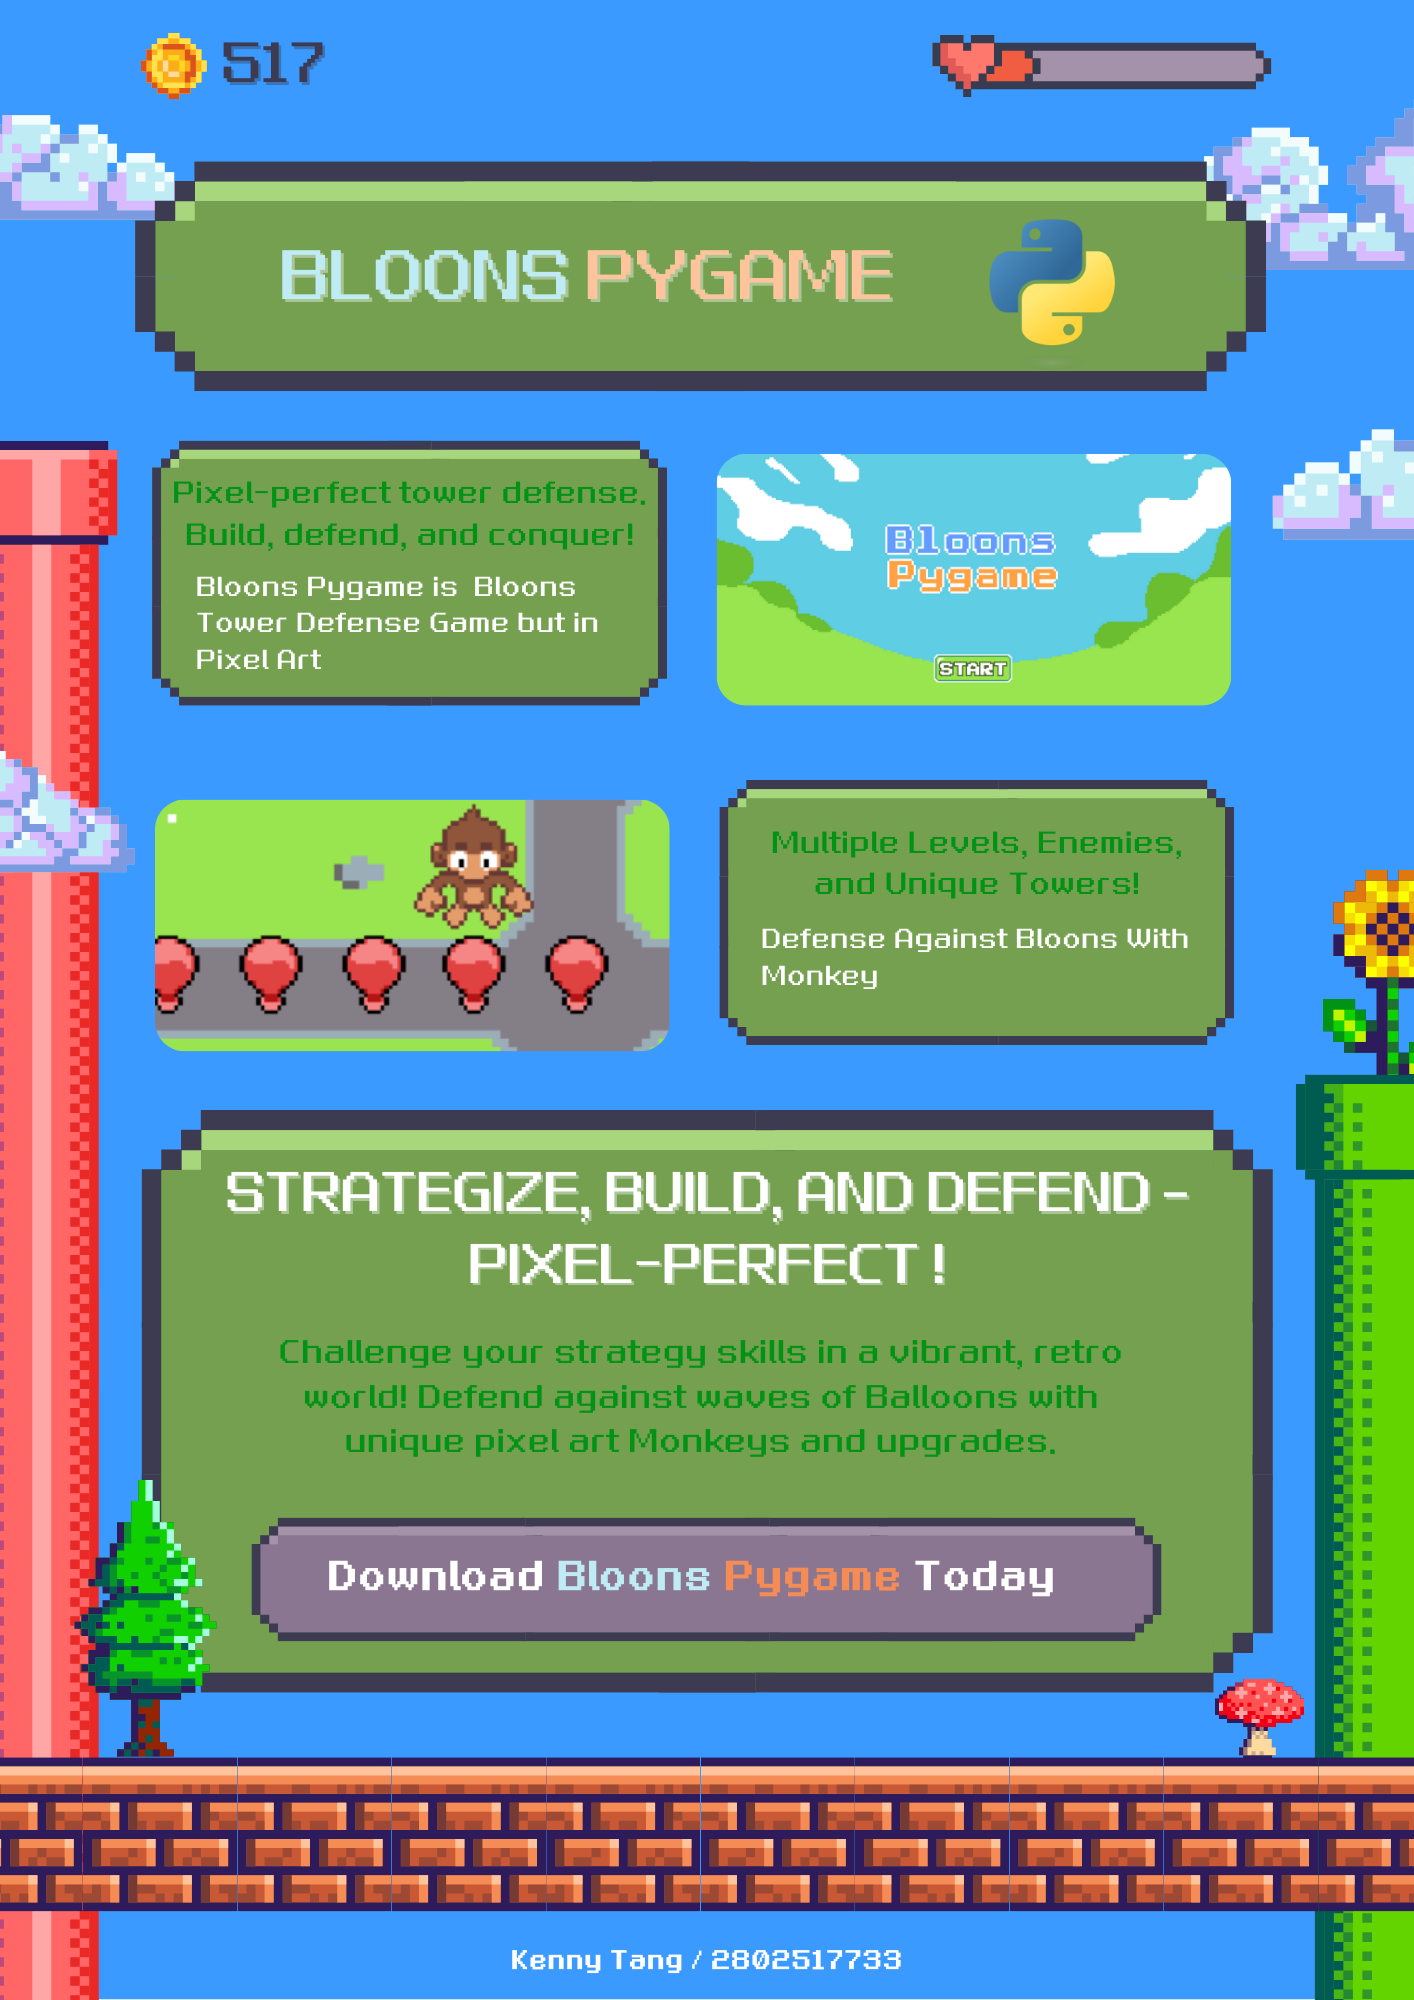 517
BLOONS PYGAME
Pixel-perfect tower defense.
Build, defend, and conquer!
Bloons Pygame is  Bloons
Tower Defense Game but in
Pixel Art
Bloons
Pygame
START
Multiple Levels, Enemies,
and Unique Towers!
Defense Against Bloons With
Monkey
STRATEGIZE, BUILD, AND DEFEND -
PIXEL-PERFECT !
Challenge your strategy skills in a vibrant, retro
world! Defend against waves of Balloons with
unique pixel art Monkeys and upgrades.
Download Bloons Pygame Today
Kenny Tang / 2802517733